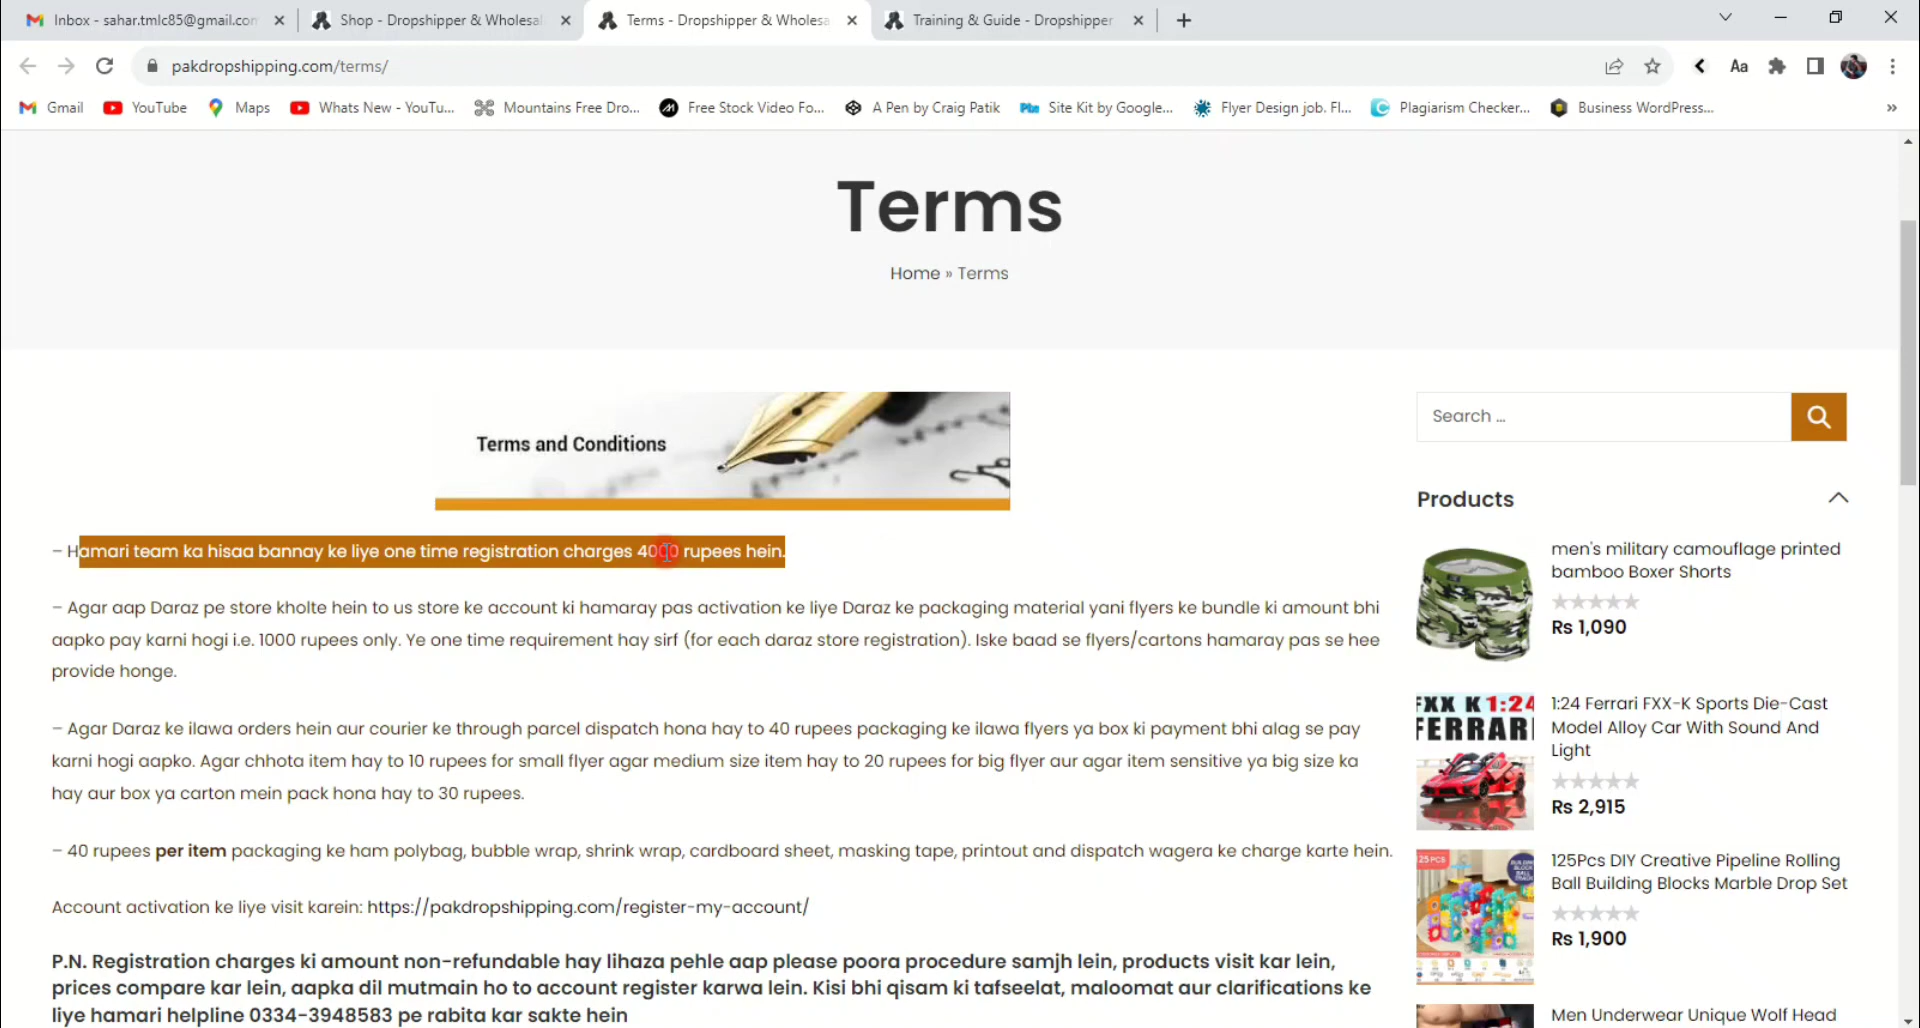 Inbox - sahar.tmlc85@gmail.con
Shop - Dropshipper & Wholesal
Terms - Dropshipper & Wholesa
Training & Guide - Dropshipper
pakdropshipping.com/terms/
Aa
Gmail
YouTube
Maps
Whats New - YouTu...
Mountains Free Dro...
Free Stock Video Fo...
A Pen by Craig Patik
Site Kit by Google...
Flyer Design job. Fl...
Plagiarism Checker...
Business WordPress...
»
Terms
Home » Terms
Terms and Conditions
– Hamari team ka hisaa bannay ke liye one time registration charges 4000 rupees hein.
– Agar aap Daraz pe store kholte hein to us store ke account ki hamaray pas activation ke liye Daraz ke packaging material yani flyers ke bundle ki amount bhi
aapko pay karni hogi i.e. 1000 rupees only. Ye one time requirement hay sirf (for each daraz store registration). Iske baad se flyers/cartons hamaray pas se hee
provide honge.
– Agar Daraz ke ilawa orders hein aur courier ke through parcel dispatch hona hay to 40 rupees packaging ke ilawa flyers ya box ki payment bhi alag se pay
karni hogi aapko. Agar chhota item hay to 10 rupees for small flyer agar medium size item hay to 20 rupees for big flyer aur agar item sensitive ya big size ka
hay aur box ya carton mein pack hona hay to 30 rupees.
– 40 rupees per item packaging ke ham polybag, bubble wrap, shrink wrap, cardboard sheet, masking tape, printout and dispatch wagera ke charge karte hein.
Account activation ke liye visit karein: https://pakdropshipping.com/register-my-account/
P.N. Registration charges ki amount non-refundable hay lihaza pehle aap please poora procedure samjh lein, products visit kar lein,
prices compare kar lein, aapka dil mutmain ho to account register karwa lein. Kisi bhi qisam ki tafseelat, maloomat aur clarifications ke
liye hamari helpline 0334-3948583 pe rabita kar sakte hein
Search ...
Products
men's military camouflage printed
bamboo Boxer Shorts
Rs 1,090
FXX K 1:24
FERRARI
1:24 Ferrari FXX-K Sports Die-Cast
Model Alloy Car With Sound And
Light
Rs 2,915
125 PCS
125Pcs DIY Creative Pipeline Rolling
Ball Building Blocks Marble Drop Set
Rs 1,900
Men Underwear Unique Wolf Head